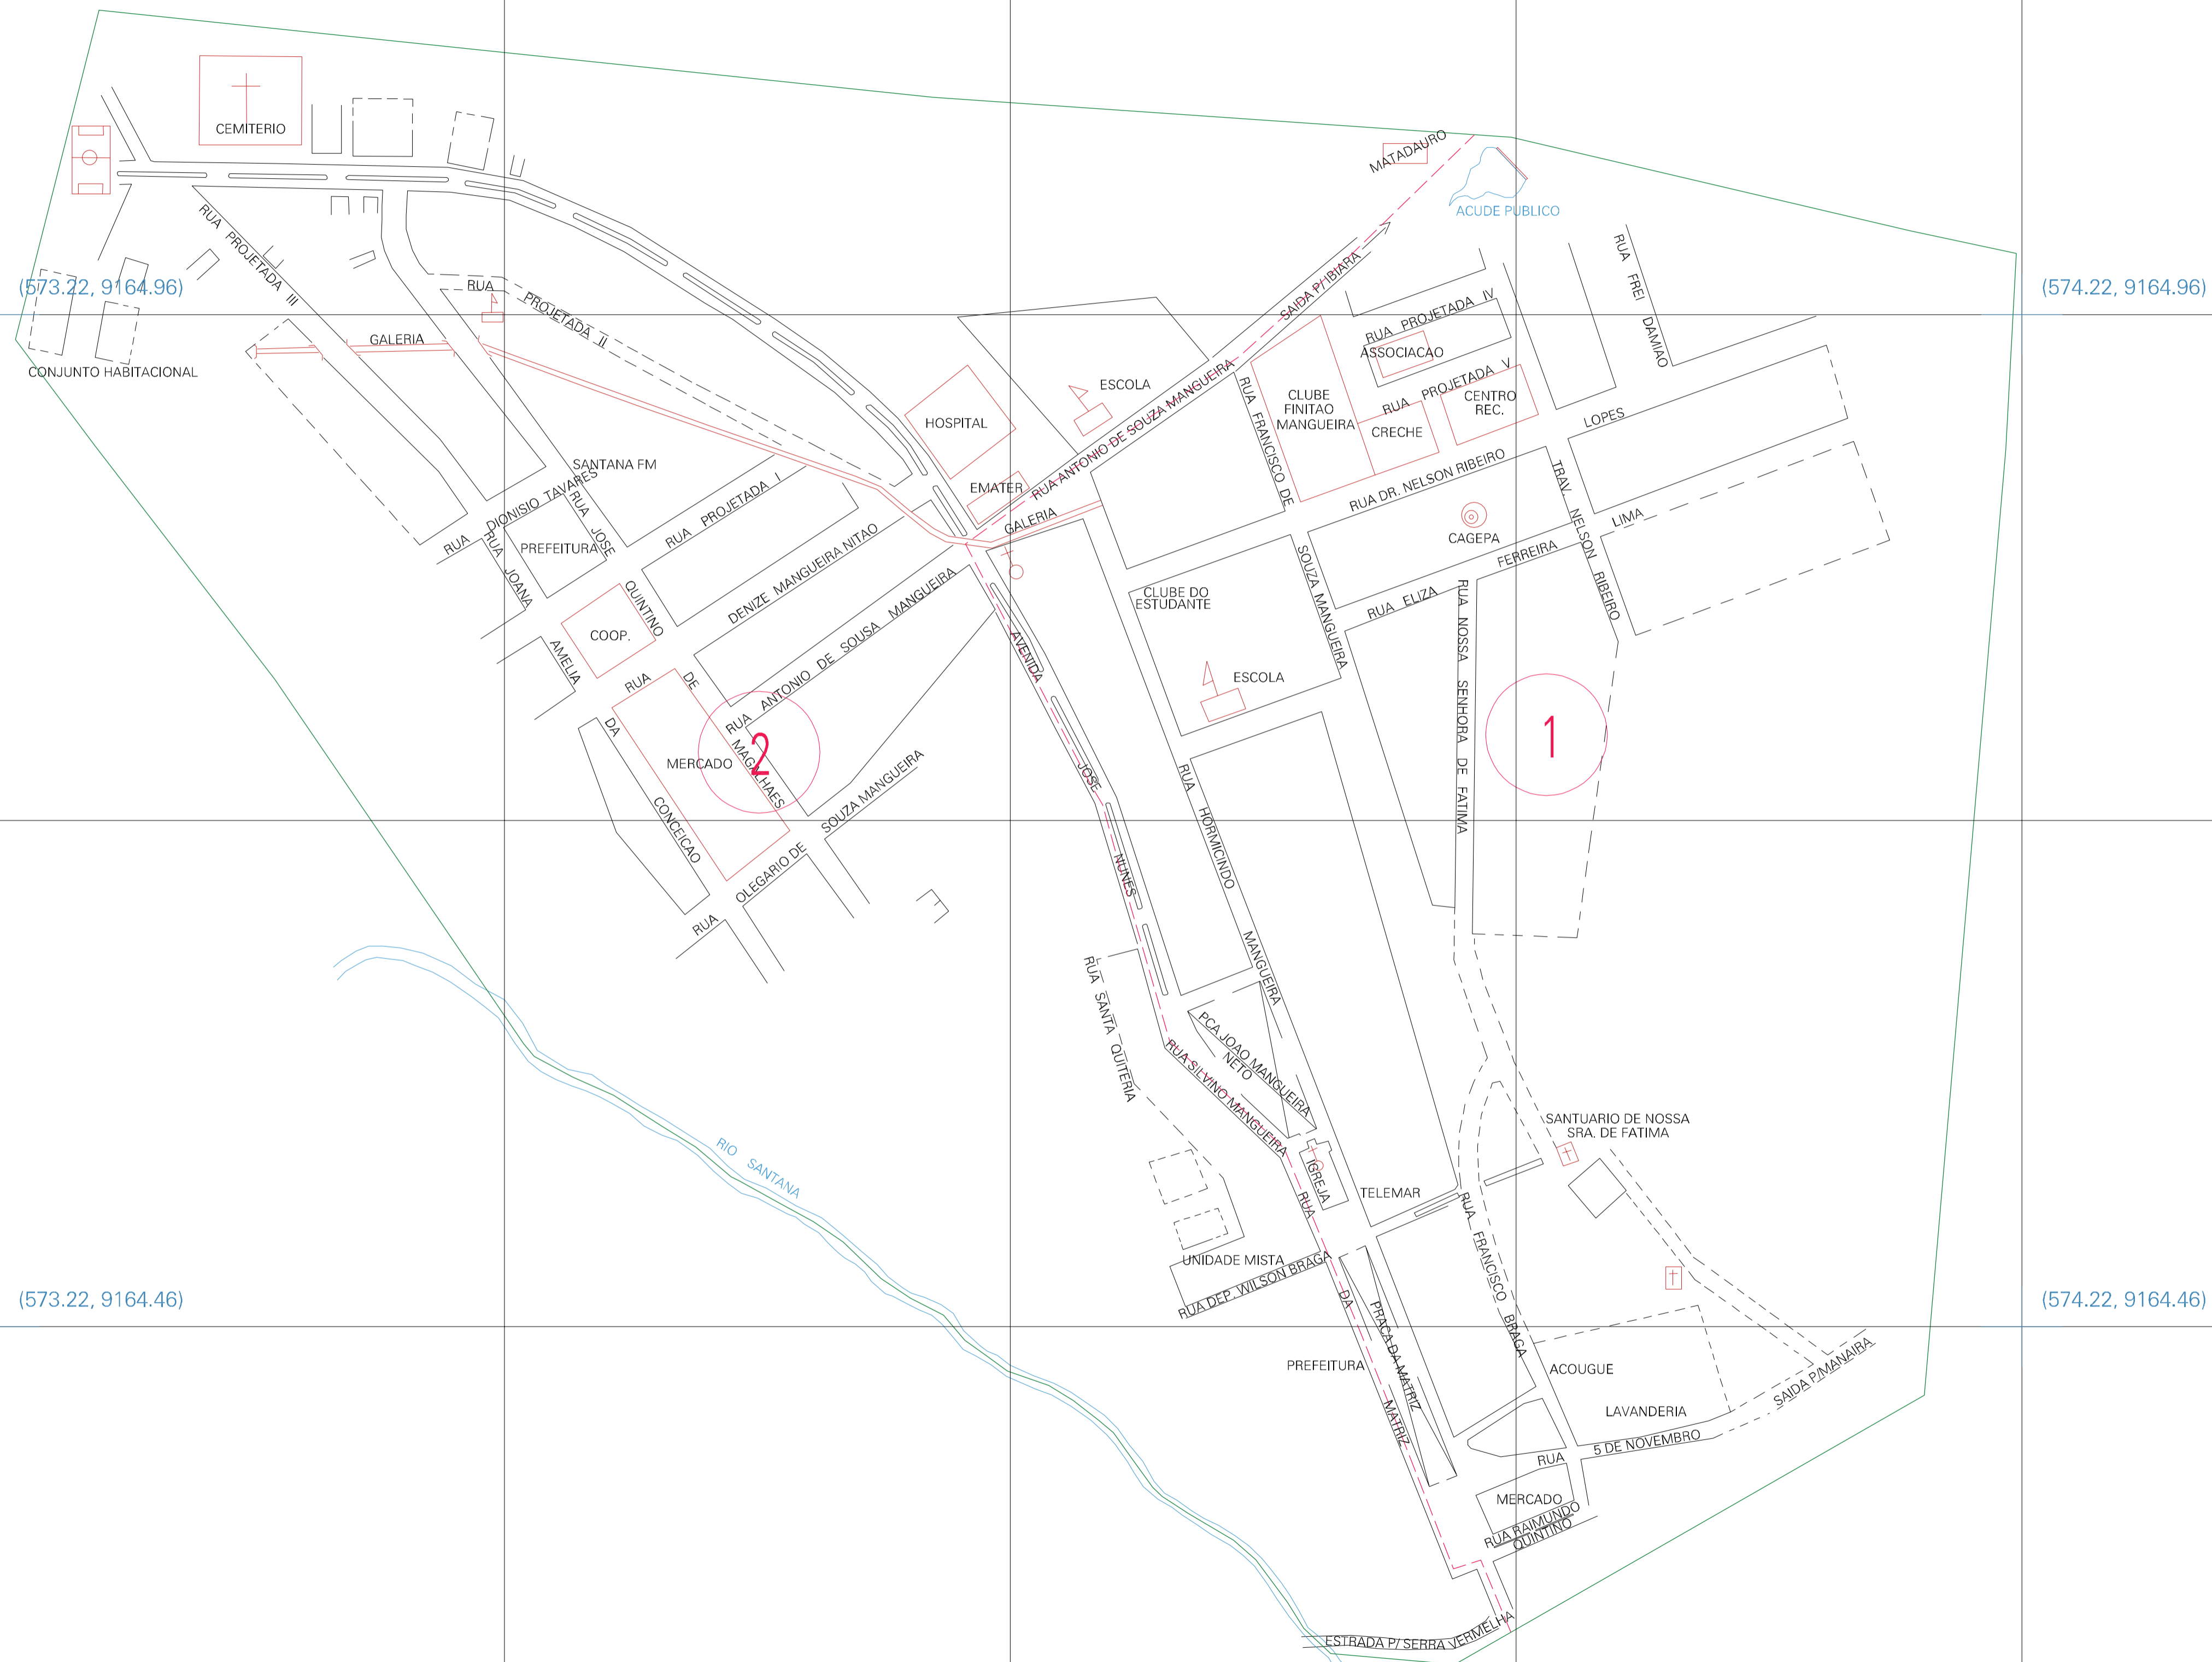 CEMITERIO
MATADAURO
ACUDE PUBLICO
(573.22, 9164.96)
(574.22, 9164.96)
RUA PROJETADA III
RUA PROJETADA II
GALERIA
CONJUNTO HABITACIONAL
SAIDA P/ IBIARA
RUA FREI DAMIAO
RUA PROJETADA IV
ASSOCIACAO
RUA PROJETADA V
CENTRO
REC.
CLUBE
FINITAO
MANGUEIRA
CRECHE
ESCOLA
HOSPITAL
EMATER
RUA ANTONIO DE SOUZA MANGUEIRA
GALERIA
RUA FRANCISCO DE
SOUZA MANGUEIRA
RUA DR. NELSON RIBEIRO
LOPES
TRAV. NELSON RIBEIRO
CAGEPA
RUA ELIZA FERREIRA LIMA
SANTANA FM
RUA DIONISIO TAVARES
RUA PROJETADA I
PREFEITURA
RUA JOSE QUINTINO DE MAGALHAES
RUA JOANA AMELIA DA CONCEICAO
COOP.
RUA DENIZE MANGUEIRA NITAO
RUA ANTONIO DE SOUSA MANGUEIRA
MERCADO
2
1
RUA OLEGARIO DE SOUZA MANGUEIRA
AVENIDA JOSE NUNES
CLUBE DO
ESTUDANTE
ESCOLA
RUA NOSSA SENHORA DE FATIMA
RUA HORMICINDO MANGUEIRA
RUA SANTA QUITERIA
PCA JOAO MANGUEIRA
NETO
RUA SILVINO MANGUEIRA
IGREJA
TELEMAR
SANTUARIO DE NOSSA
SRA. DE FATIMA
RIO SANTANA
UNIDADE MISTA
RUA DEP. WILSON BRAGA
RUA DA MATRIZ
PRACA DA MATRIZ
RUA FRANCISCO BRAGA
(573.22, 9164.46)
(574.22, 9164.46)
PREFEITURA
ACOUGUE
LAVANDERIA
SAIDA P/MANAIRA
RUA 5 DE NOVEMBRO
MERCADO
RUA RAIMUNDO
QUINTINO
ESTRADA P/ SERRA VERMELHA